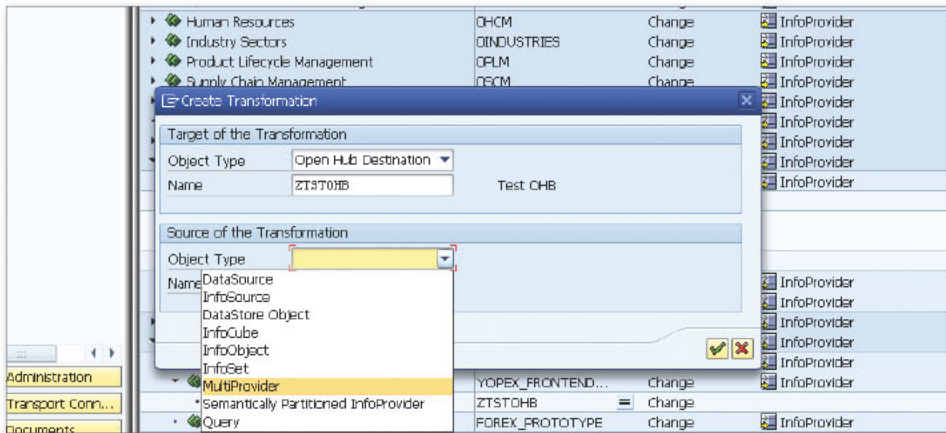 Human Resources 0HCM Change InfoProvider
Industry Sectors 0INDUSTRIES Change InfoProvider
Product Lifecycle Management 0PLM Change InfoProvider
Supply Chain Management 0SCM Change InfoProvider
Create Transformation InfoProvider
InfoProvider
Target of the Transformation InfoProvider
Object Type Open Hub Destination InfoProvider
Name ZTSTOHB Test OHB InfoProvider
Source of the Transformation
Object Type
Name InfoProvider
DataSource
InfoSource InfoProvider
DataStore Object InfoProvider
InfoCube
InfoObject InfoProvider
InfoSet InfoProvider
Administration MultiProvider YOPEX_FRONTEND... Change InfoProvider
Transport Conn... Semantically Partitioned InfoProvider ZTSTOHB Change
Documents Query FOREX_PROTOTYPE Change InfoProvider